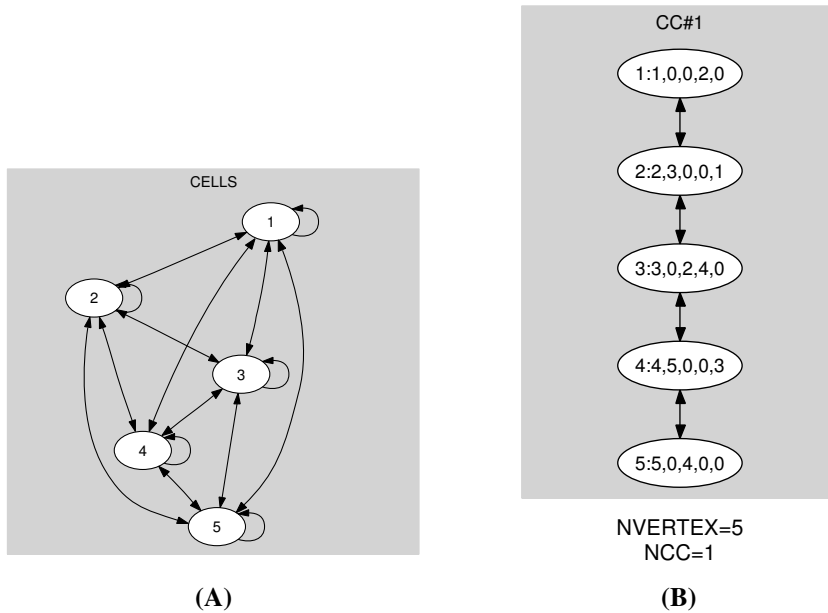 CELLS
1
2
3
4
5
(A)
CC#1
1:1,0,0,2,0
2:2,3,0,0,1
3:3,0,2,4,0
4:4,5,0,0,3
5:5,0,4,0,0
NVERTEX=5
NCC=1
(B)